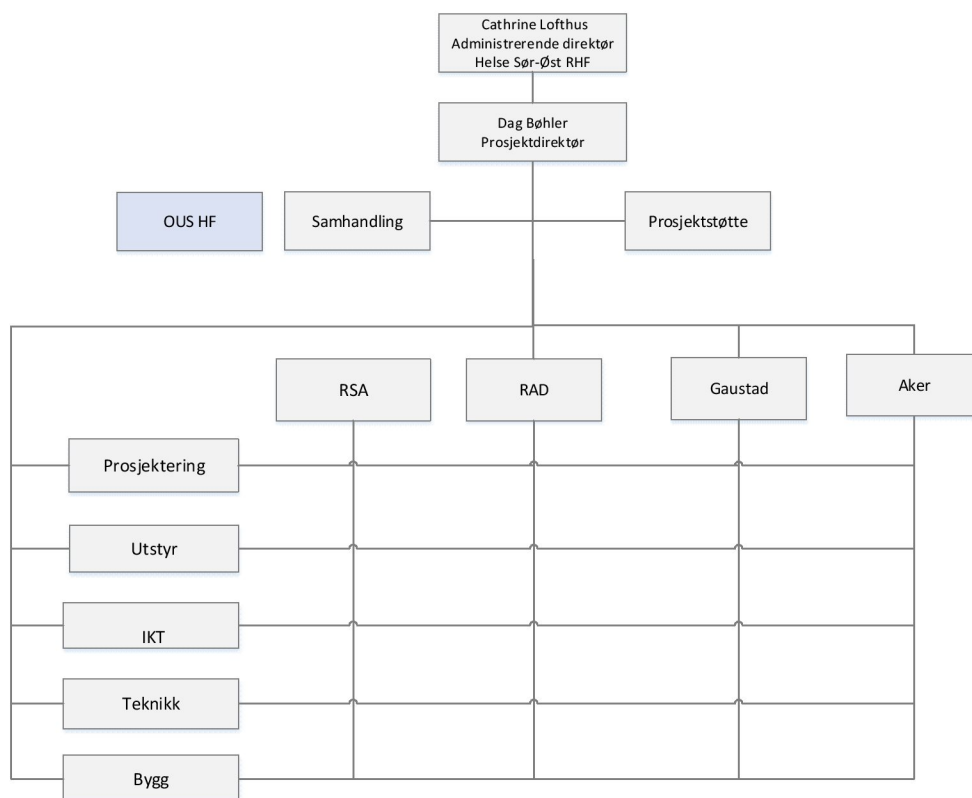 Cathrine Lofthus
Administrerende direktør
Helse Sør-Øst RHF
Dag Bøhler
Prosjektdirektør
OUS HF
Samhandling
Prosjektstøtte
RSA
RAD
Gaustad
Aker
Prosjektering
Utstyr
IKT
Teknikk
Bygg